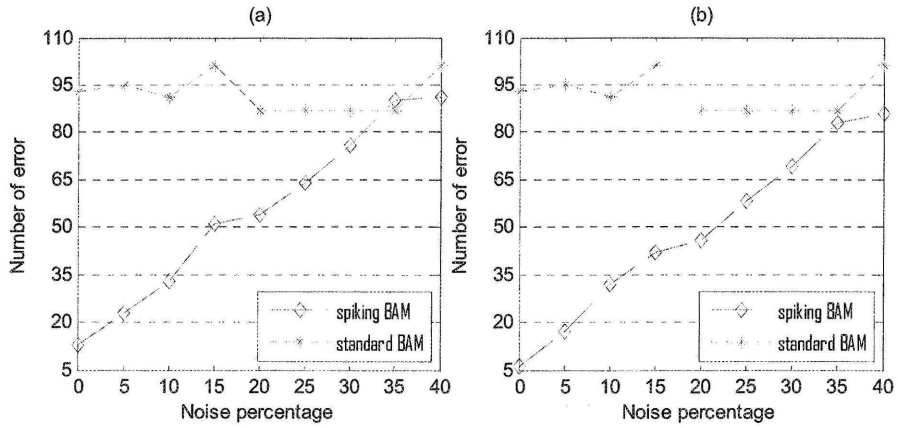 (a)
110
95
80
65
50
35
20
5
Number of error
0 5 10 15 20 25 30 35 40
Noise percentage
spiking BAM
standard BAM
(b)
110
95
80
65
50
35
20
5
Number of error
0 5 10 15 20 25 30 35 40
Noise percentage
spiking BAM
standard BAM